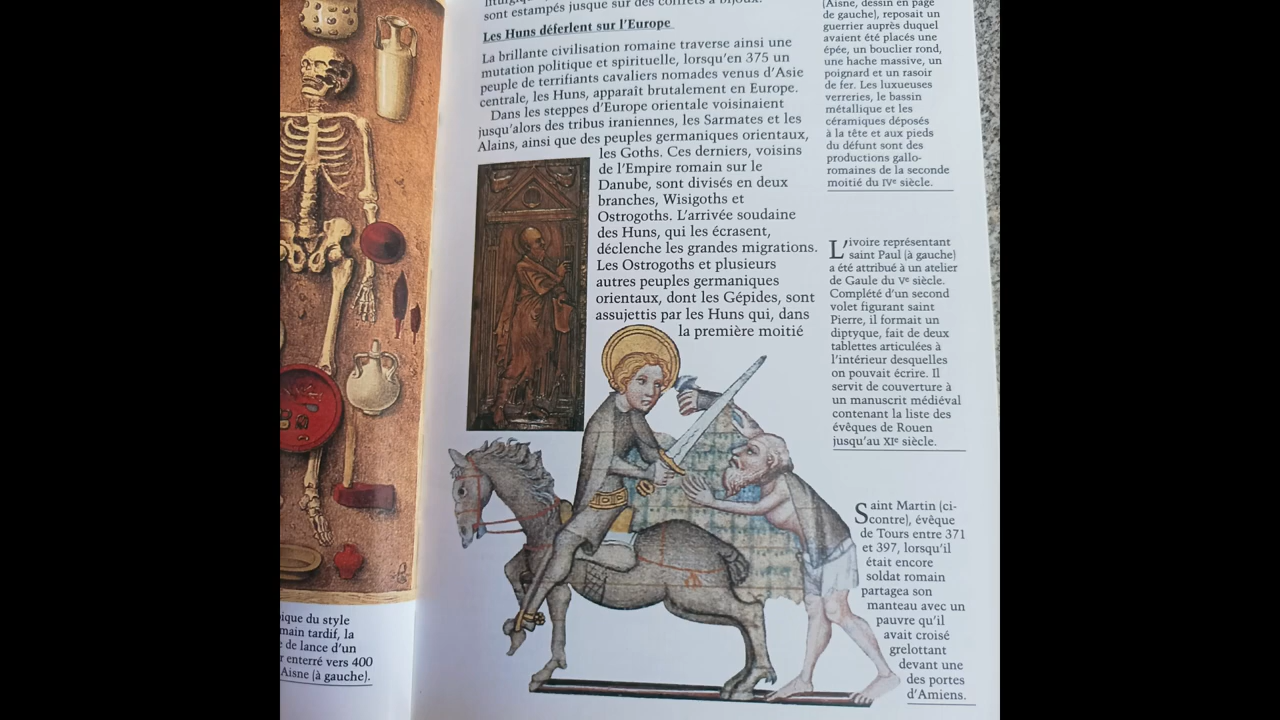 sont estampés jusque sur des coffrets à bijoux.
Les Huns déferlent sur l'Europe
La brillante civilisation romaine traverse ainsi une
mutation politique et spirituelle, lorsqu'en 375 un
peuple de terrifiants cavaliers nomades venus d'Asie
centrale, les Huns, apparaît brutalement en Europe.
Dans les steppes d'Europe orientale voisinaient
jusqu'alors des tribus iraniennes, les Sarmates et les
Alains, ainsi que des peuples germaniques orientaux,
les Goths. Ces derniers, voisins
de l'Empire romain sur le
Danube, sont divisés en deux
branches, Wisigoths et
Ostrogoths. L'arrivée soudaine
des Huns, qui les écrasent,
déclenche les grandes migrations.
Les Ostrogoths et plusieurs
autres peuples germaniques
orientaux, dont les Gépides, sont
assujettis par les Huns qui, dans
la première moitié
(Aisne, dessin en page
de gauche), reposait un
guerrier auprès duquel
avaient été placés une
épée, un bouclier rond,
une hache massive, un
poignard et un rasoir
de fer. Les luxueuses
verreries, le bassin
métallique et les
céramiques déposés
à la tête et aux pieds
du défunt sont des
productions gallo-
romaines de la seconde
moitié du IVe siècle.
L'ivoire représentant
saint Paul (à gauche)
a été attribué à un atelier
de Gaule du Ve siècle.
Complété d'un second
volet figurant saint
Pierre, il formait un
diptyque, fait de deux
tablettes articulées à
l'intérieur desquelles
on pouvait écrire. Il
servit de couverture à
un manuscrit médiéval
contenant la liste des
évêques de Rouen
jusqu'au XIe siècle.
Saint Martin (ci-
contre), évêque
de Tours entre 371
et 397, lorsqu'il
était encore
soldat romain
partagea son
manteau avec un
pauvre qu'il
avait croisé
grelottant
devant une
des portes
d'Amiens.
ique du style
main tardif, la
de lance d'un
r enterré vers 400
Aisne (à gauche).